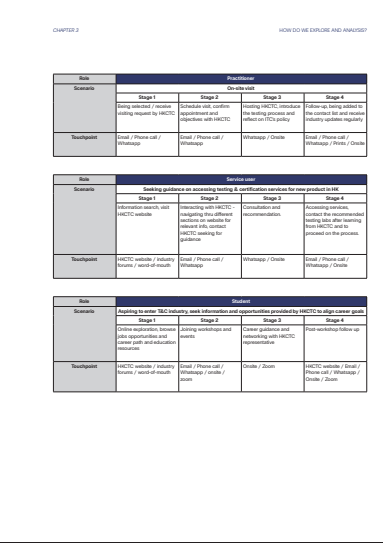 CHAPTER 3
HOW DO WE EXPLORE AND ANALYSIS?
Role
Practitioner
Scenario
On-site visit
Stage 1
Stage 2
Stage 3
Stage 4
Being selected / receive
visiting request by HKCTC
Schedule visit, confirm
appointment and
objectives with HKCTC
Hosting HKCTC, introduce
the testing process and
reflect on ITC's policy
Follow-up, being added to
the contact list and receive
industry updates regularly
Touchpoint
Email / Phone call /
Whatsapp
Email / Phone call /
Whatsapp
Whatsapp / Onsite
Email / Phone call /
Whatsapp / Prints / Onsite
Role
Service user
Scenario
Seeking guidance on accessing testing & certification services for new product in HK
Stage 1
Stage 2
Stage 3
Stage 4
Information search, visit
HKCTC website
Interacting with HKCTC -
navigating thru different
sections on website for
relevant info, contact
HKCTC seeking for
guidance
Consultation and
recommendation.
Accessing services,
contact the recommended
testing labs after learning
from HKCTC and to
proceed on the process.
Touchpoint
HKCTC website / industry
forums / word-of-mouth
Email / Phone call /
Whatsapp
Whatsapp / Onsite
Email / Phone call /
Whatsapp / Onsite
Role
Student
Scenario
Aspiring to enter T&C industry, seek information and opportunities provided by HKCTC to align career goals
Stage 1
Stage 2
Stage 3
Stage 4
Online exploration, browse
jobs opportunities and
career path and education
resources
Joining workshops and
events
Career guidance and
networking with HKCTC
representative
Post-workshop follow up
Touchpoint
HKCTC website / industry
forums / word-of-mouth
Email / Phone call /
Whatsapp / onsite /
zoom
Onsite / Zoom
HKCTC website / Email /
Phone call / Whatsapp /
Onsite / Zoom